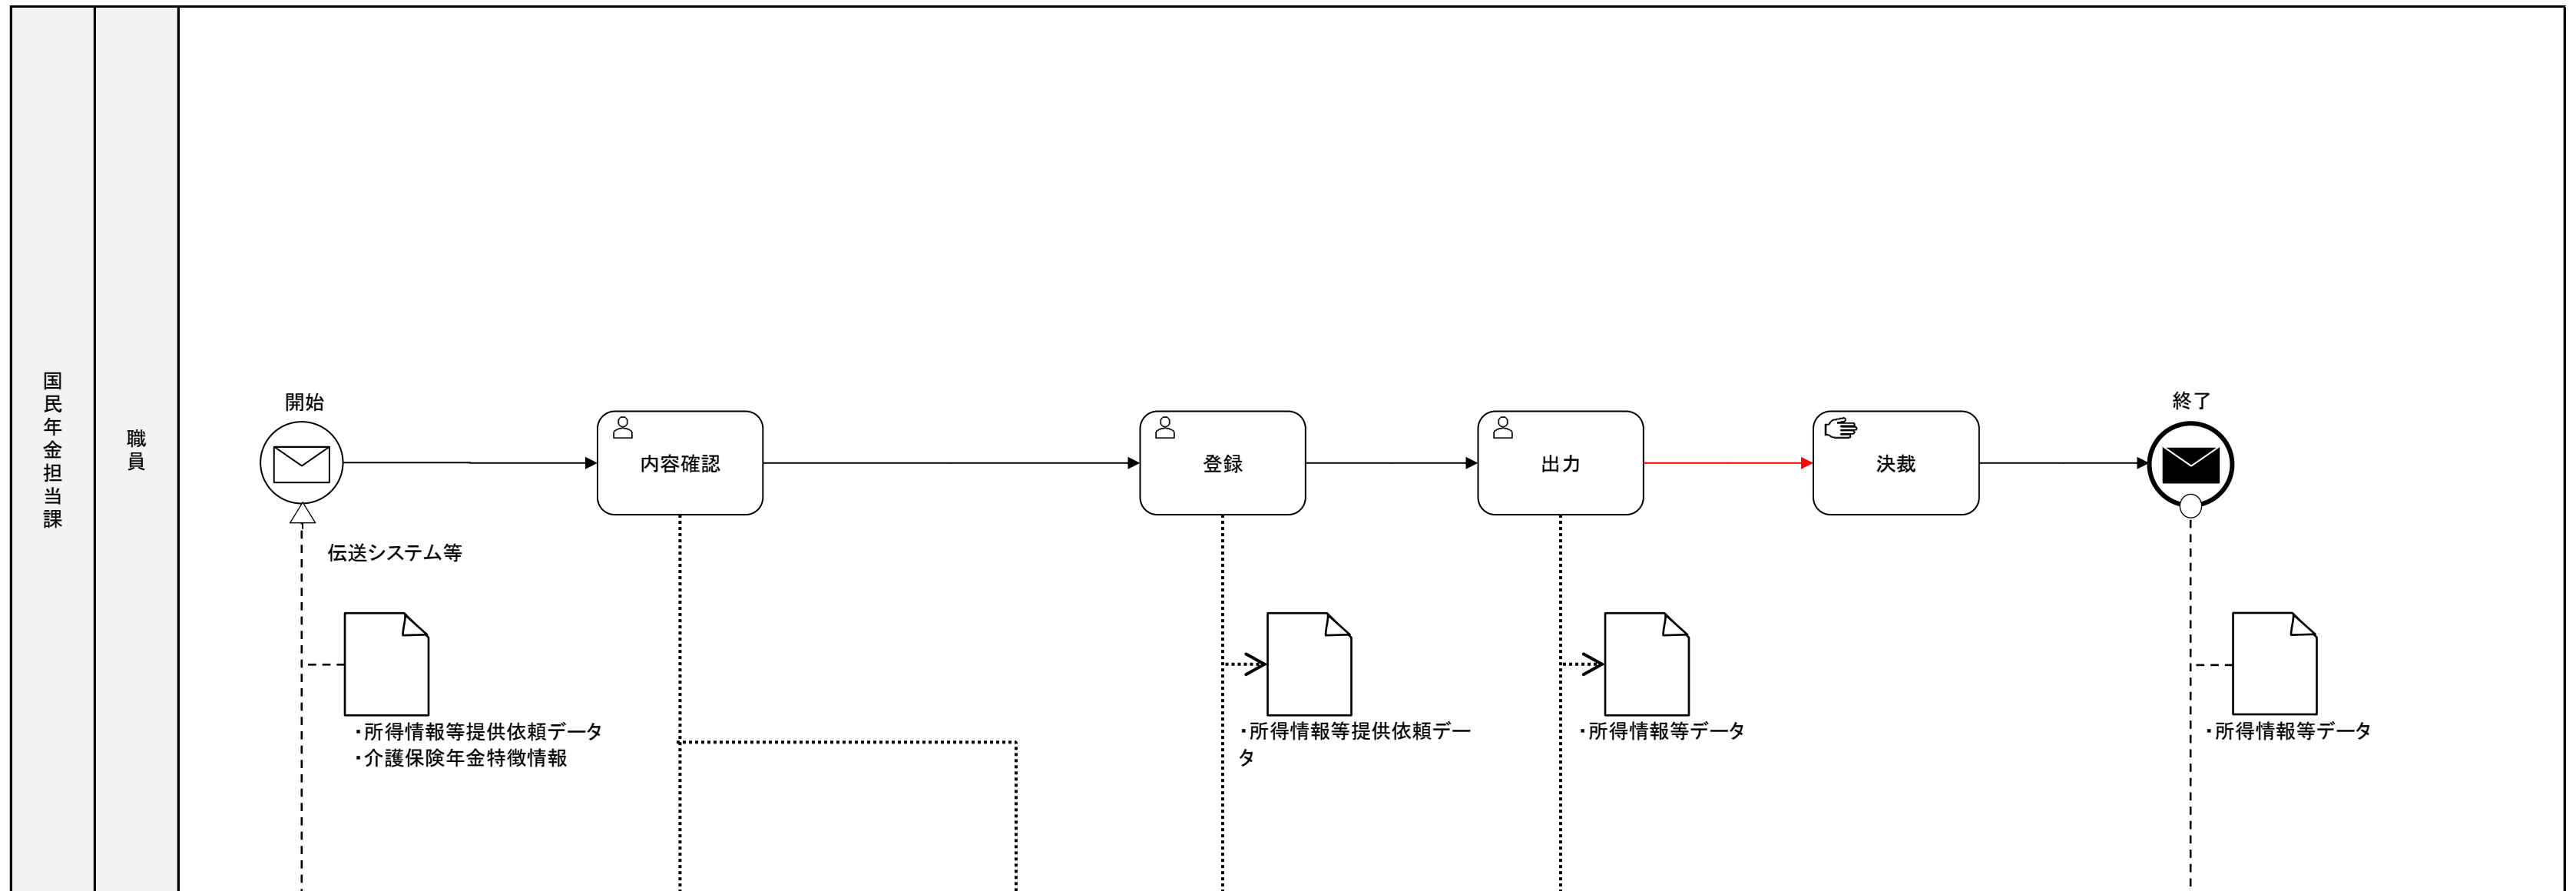 国民年金担当課
職員
開始
内容確認
登録
出力
決裁
終了
伝送システム等
・所得情報等提供依頼データ
・介護保険年金特徴情報
・所得情報等提供依頼デー
タ
・所得情報等データ
・所得情報等データ